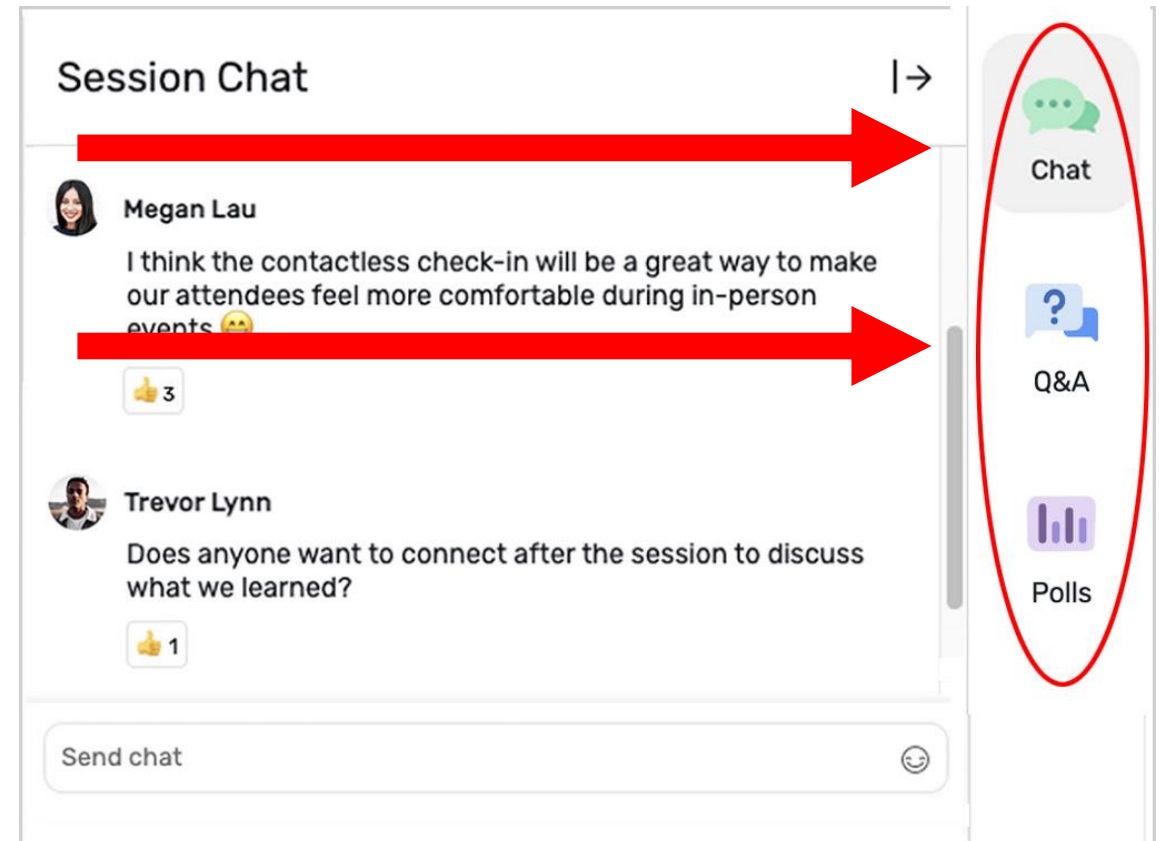 Session Chat
Megan Lau
I think the contactless check-in will be a great way to make
our attendees feel more comfortable during in-person
events 😁
👍 3
Trevor Lynn
Does anyone want to connect after the session to discuss
what we learned?
👍 1
Send chat
Chat
Q&A
Polls